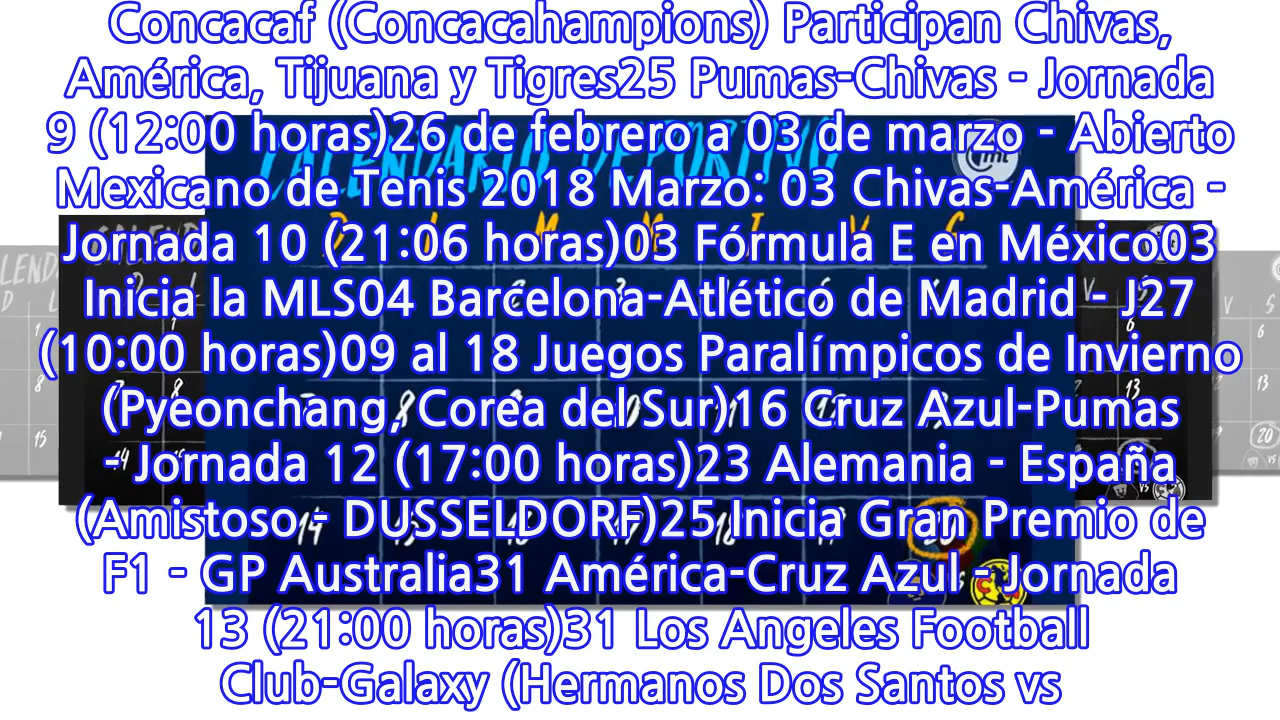 Concacaf (Concacahampions) Participan Chivas,
América, Tijuana y Tigres25 Pumas-Chivas - Jornada
9 (12:00 horas)26 de febrero a 03 de marzo - Abierto
Mexicano de Tenis 2018 Marzo: 03 Chivas-América -
Jornada 10 (21:06 horas)03 Fórmula E en México03
Inicia la MLS04 Barcelona-Atlético de Madrid - J27
(10:00 horas)09 al 18 Juegos Paralímpicos de Invierno
(Pyeonchang, Corea del Sur)16 Cruz Azul-Pumas
- Jornada 12 (17:00 horas)23 Alemania - España
(Amistoso - DUSSELDORF)25 Inicia Gran Premio de
F1 - GP Australia31 América-Cruz Azul - Jornada
13 (21:00 horas)31 Los Angeles Football
Club-Galaxy (Hermanos Dos Santos vs
CALENDARIO DEPORTIVO